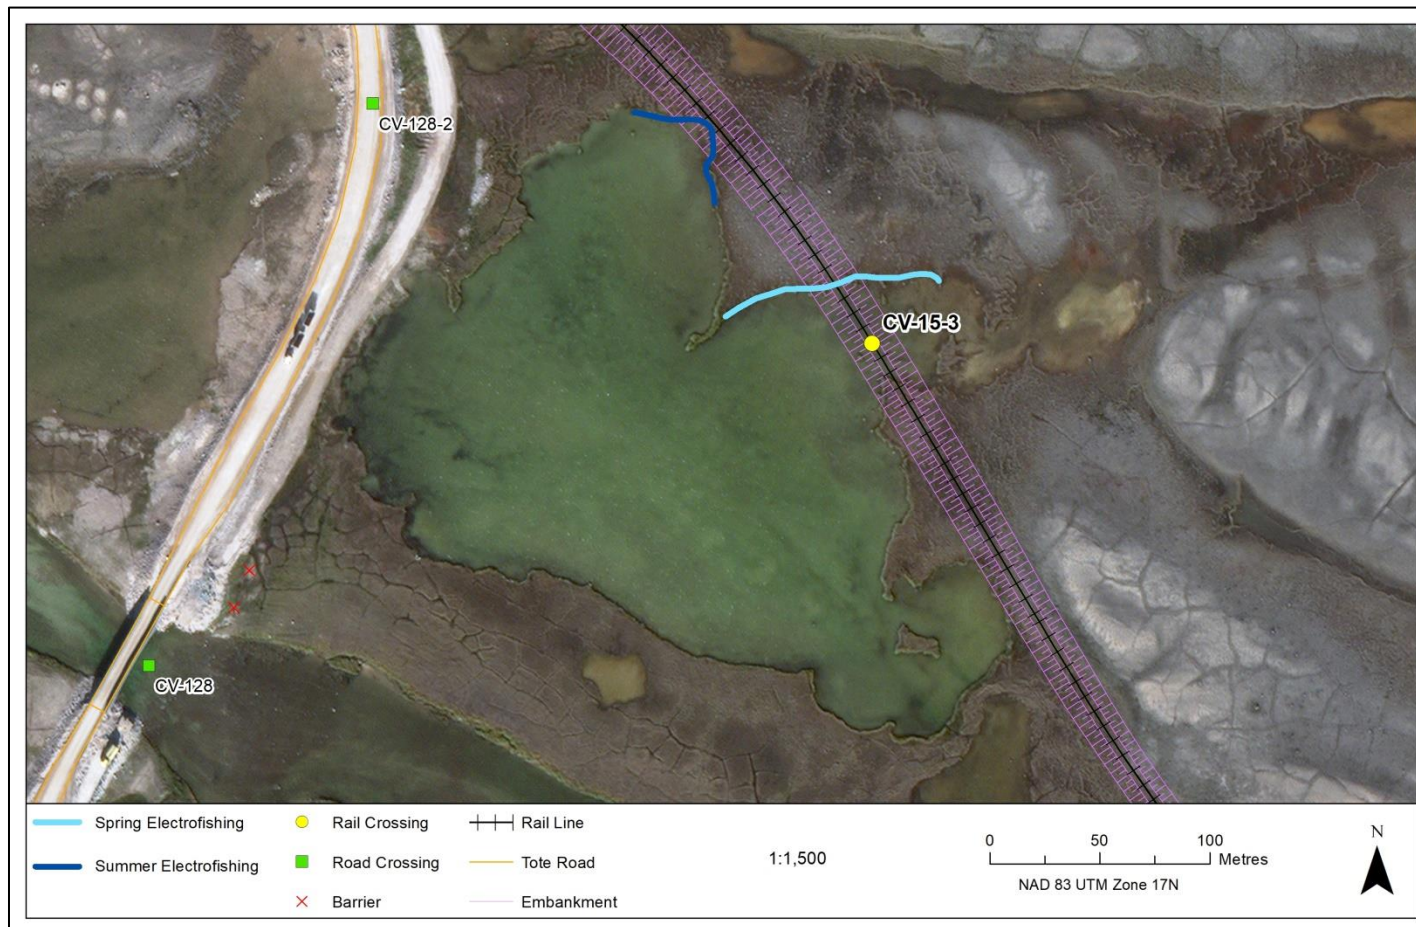 CV-128-2
CV-15-3
CV-128
Spring Electrofishing
Summer Electrofishing
Rail Crossing
Road Crossing
Barrier
Rail Line
Tote Road
Embankment
1:1,500
0 50 100
Metres
NAD 83 UTM Zone 17N
N